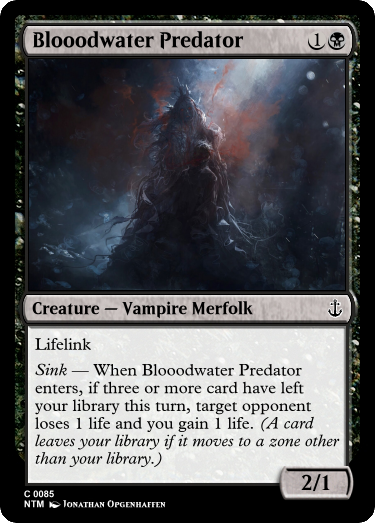 Blooodwater Predator 1
Creature — Vampire Merfolk
Lifelink
Sink — When Blooodwater Predator
enters, if three or more card have left
your library this turn, target opponent
loses 1 life and you gain 1 life. (A card
leaves your library if it moves to a zone other
than your library.)
2/1
C 0085
NTM Jonathan Opgenhaffen